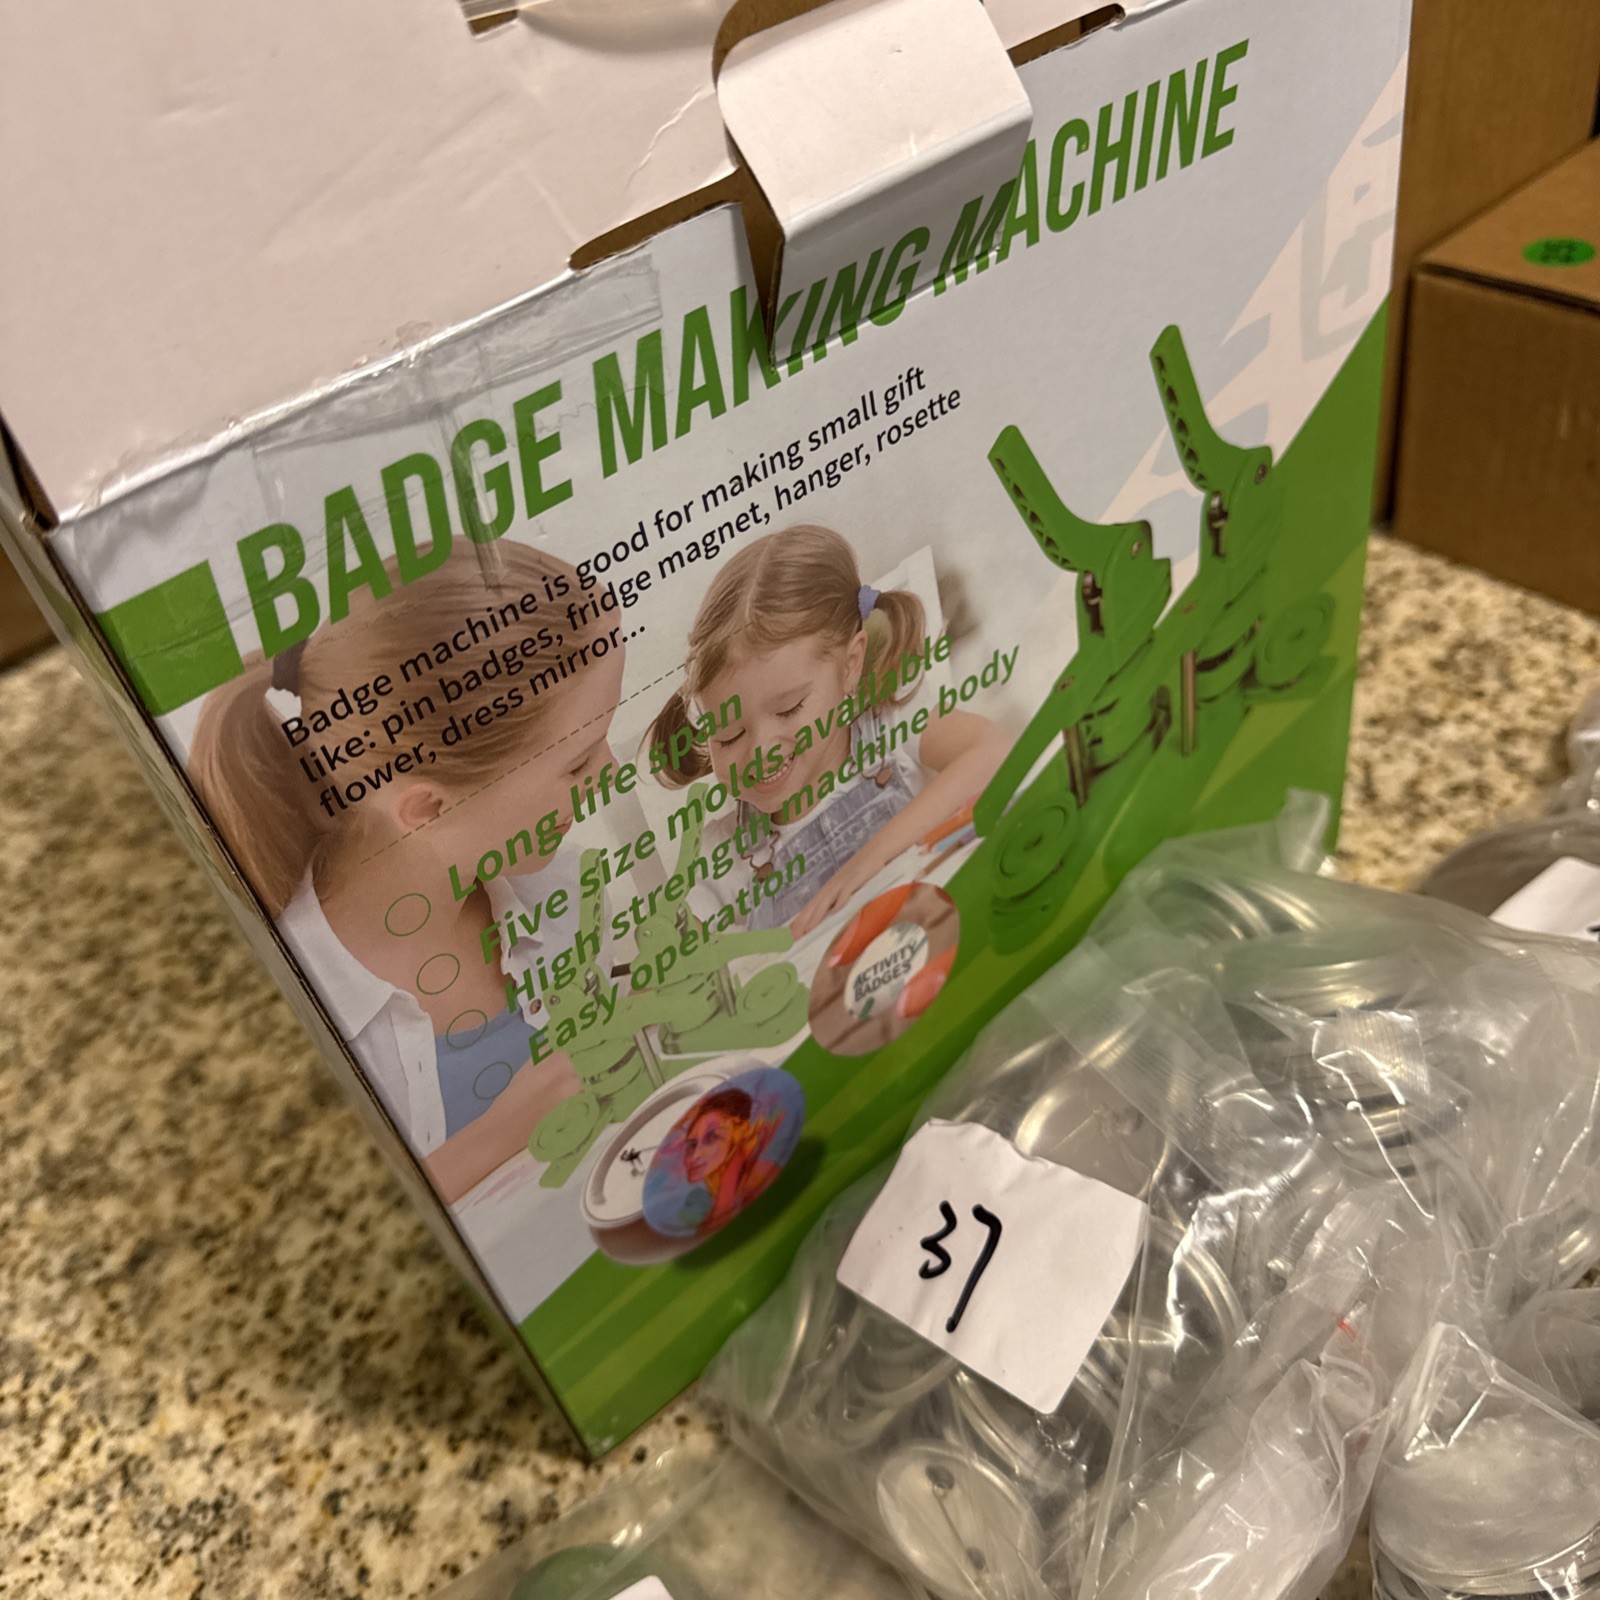 BADGE MAKING MACHINE
Badge machine is good for making small gift
like: pin badges, fridge magnet, hanger, rosette
flower, dress mirror...
Long life span
Five size molds available
High strength machine body
Easy operation
ACTIVITY
BADGES
37